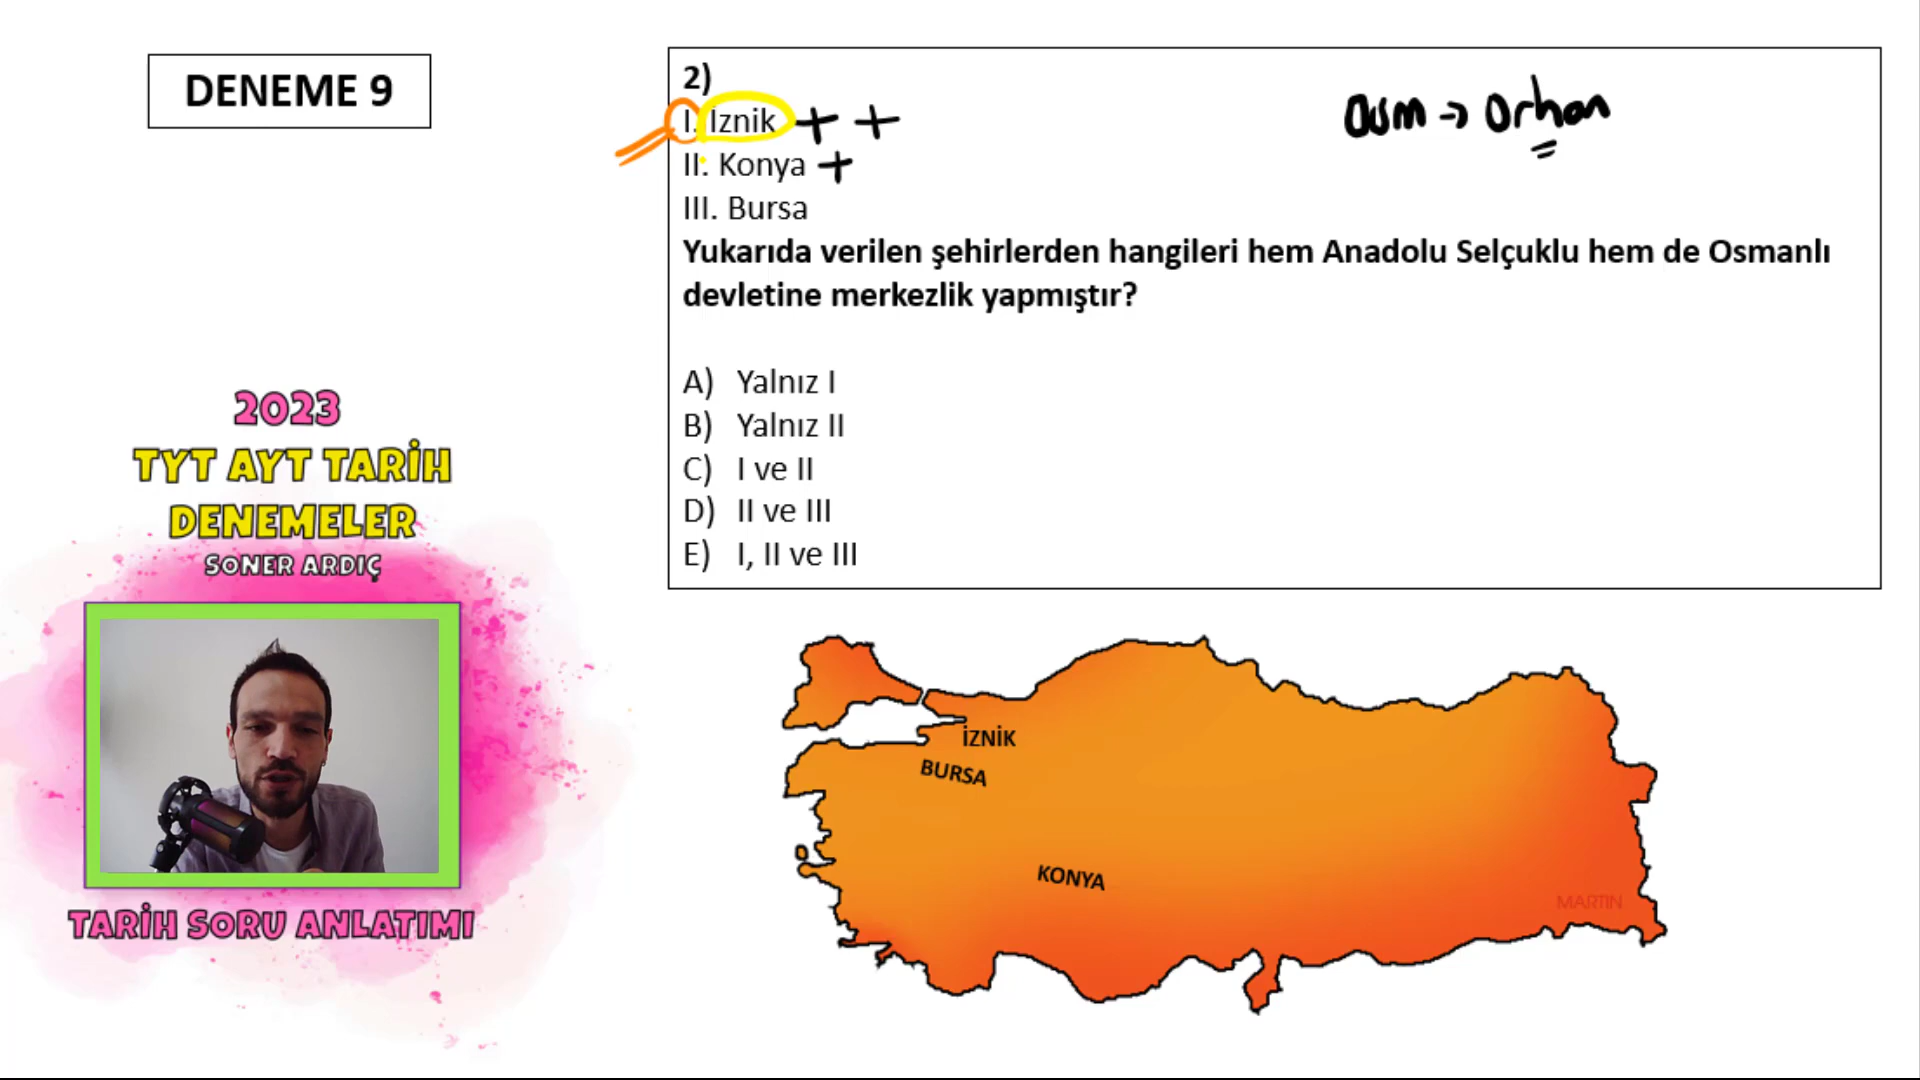 DENEME 9
2)
I. İznik + +
II. Konya +
III. Bursa
Osm → Orhan
Yukarıda verilen şehirlerden hangileri hem Anadolu Selçuklu hem de Osmanlı
devletine merkezlik yapmıştır?
A) Yalnız I
B) Yalnız II
C) I ve II
D) II ve III
E) I, II ve III
2023
TYT AYT TARİH
DENEMELER
SONER ARDIÇ
TARİH SORU ANLATIMI
İZNİK
BURSA
KONYA
MARTIN